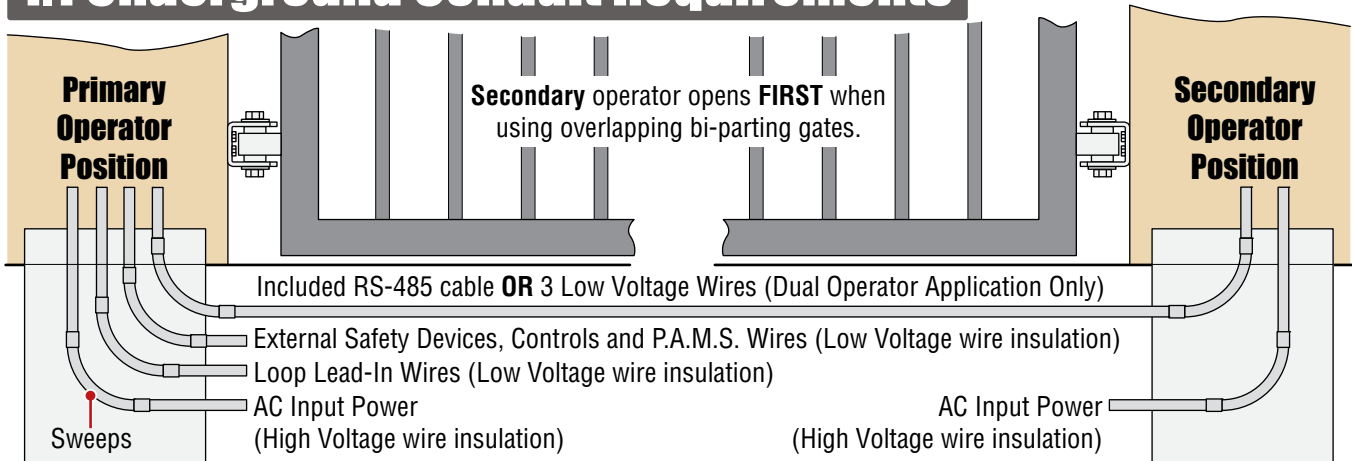 Underground Conduit Requirements
Primary
Operator
Position
Secondary operator opens FIRST when
using overlapping bi-parting gates.
Secondary
Operator
Position
Included RS-485 cable OR 3 Low Voltage Wires (Dual Operator Application Only)
External Safety Devices, Controls and P.A.M.S. Wires (Low Voltage wire insulation)
Loop Lead-In Wires (Low Voltage wire insulation)
AC Input Power
(High Voltage wire insulation)
AC Input Power
(High Voltage wire insulation)
Sweeps